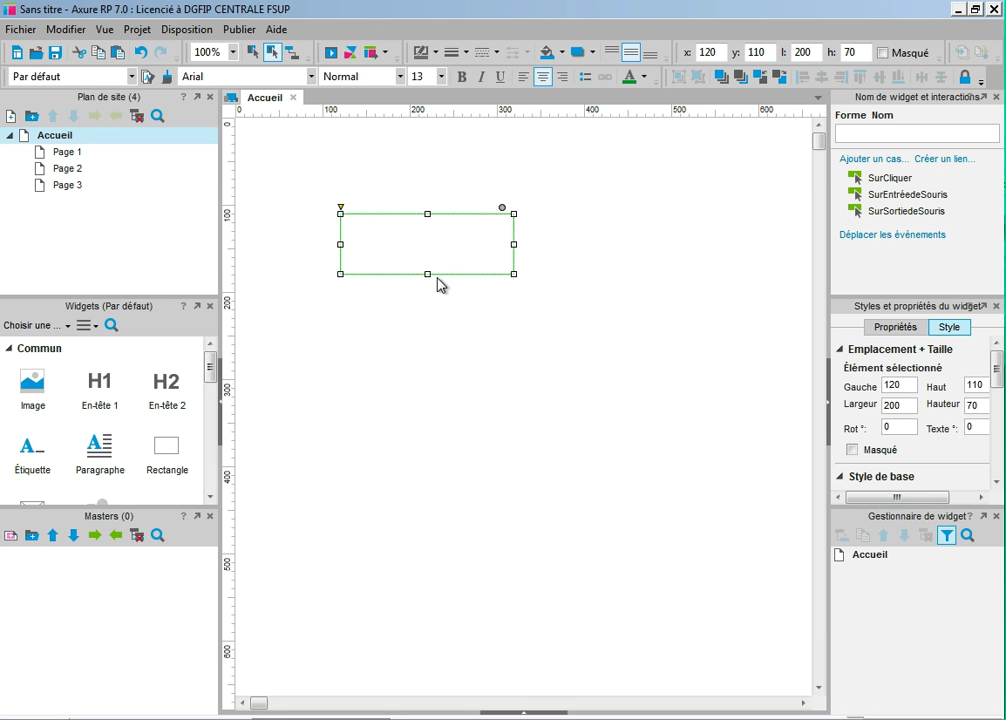 Sans titre - Axure RP 7.0 : Licencié à DGFIP CENTRALE FSUP
Fichier Modifier Vue Projet Disposition Publier Aide
100% x: 120 y: 110 l: 200 h: 70 Masqué
Par défaut Arial Normal 13 B I U A
Plan de site (4) ?
Accueil
Page 1
Page 2
Page 3
Widgets (Par défaut) ?
Choisir une ...
Commun
Image
H1 En-tête 1
H2 En-tête 2
A_ Étiquette
A Paragraphe
Rectangle
Masters (0) ?
Accueil
0 100 200 300 400 500 600
0
100
200
300
400
500
600
Nom de widget et interactions
Forme Nom
Ajouter un cas... Créer un lien...
SurCliquer
SurEntréedeSouris
SurSortiedeSouris
Déplacer les événements
Styles et propriétés du widget
Propriétés Style
Emplacement + Taille
Élément sélectionné
Gauche 120 Haut 110
Largeur 200 Hauteur 70
Rot °: 0 Texte °: 0
Masqué
Style de base
Gestionnaire de widget ?
Accueil